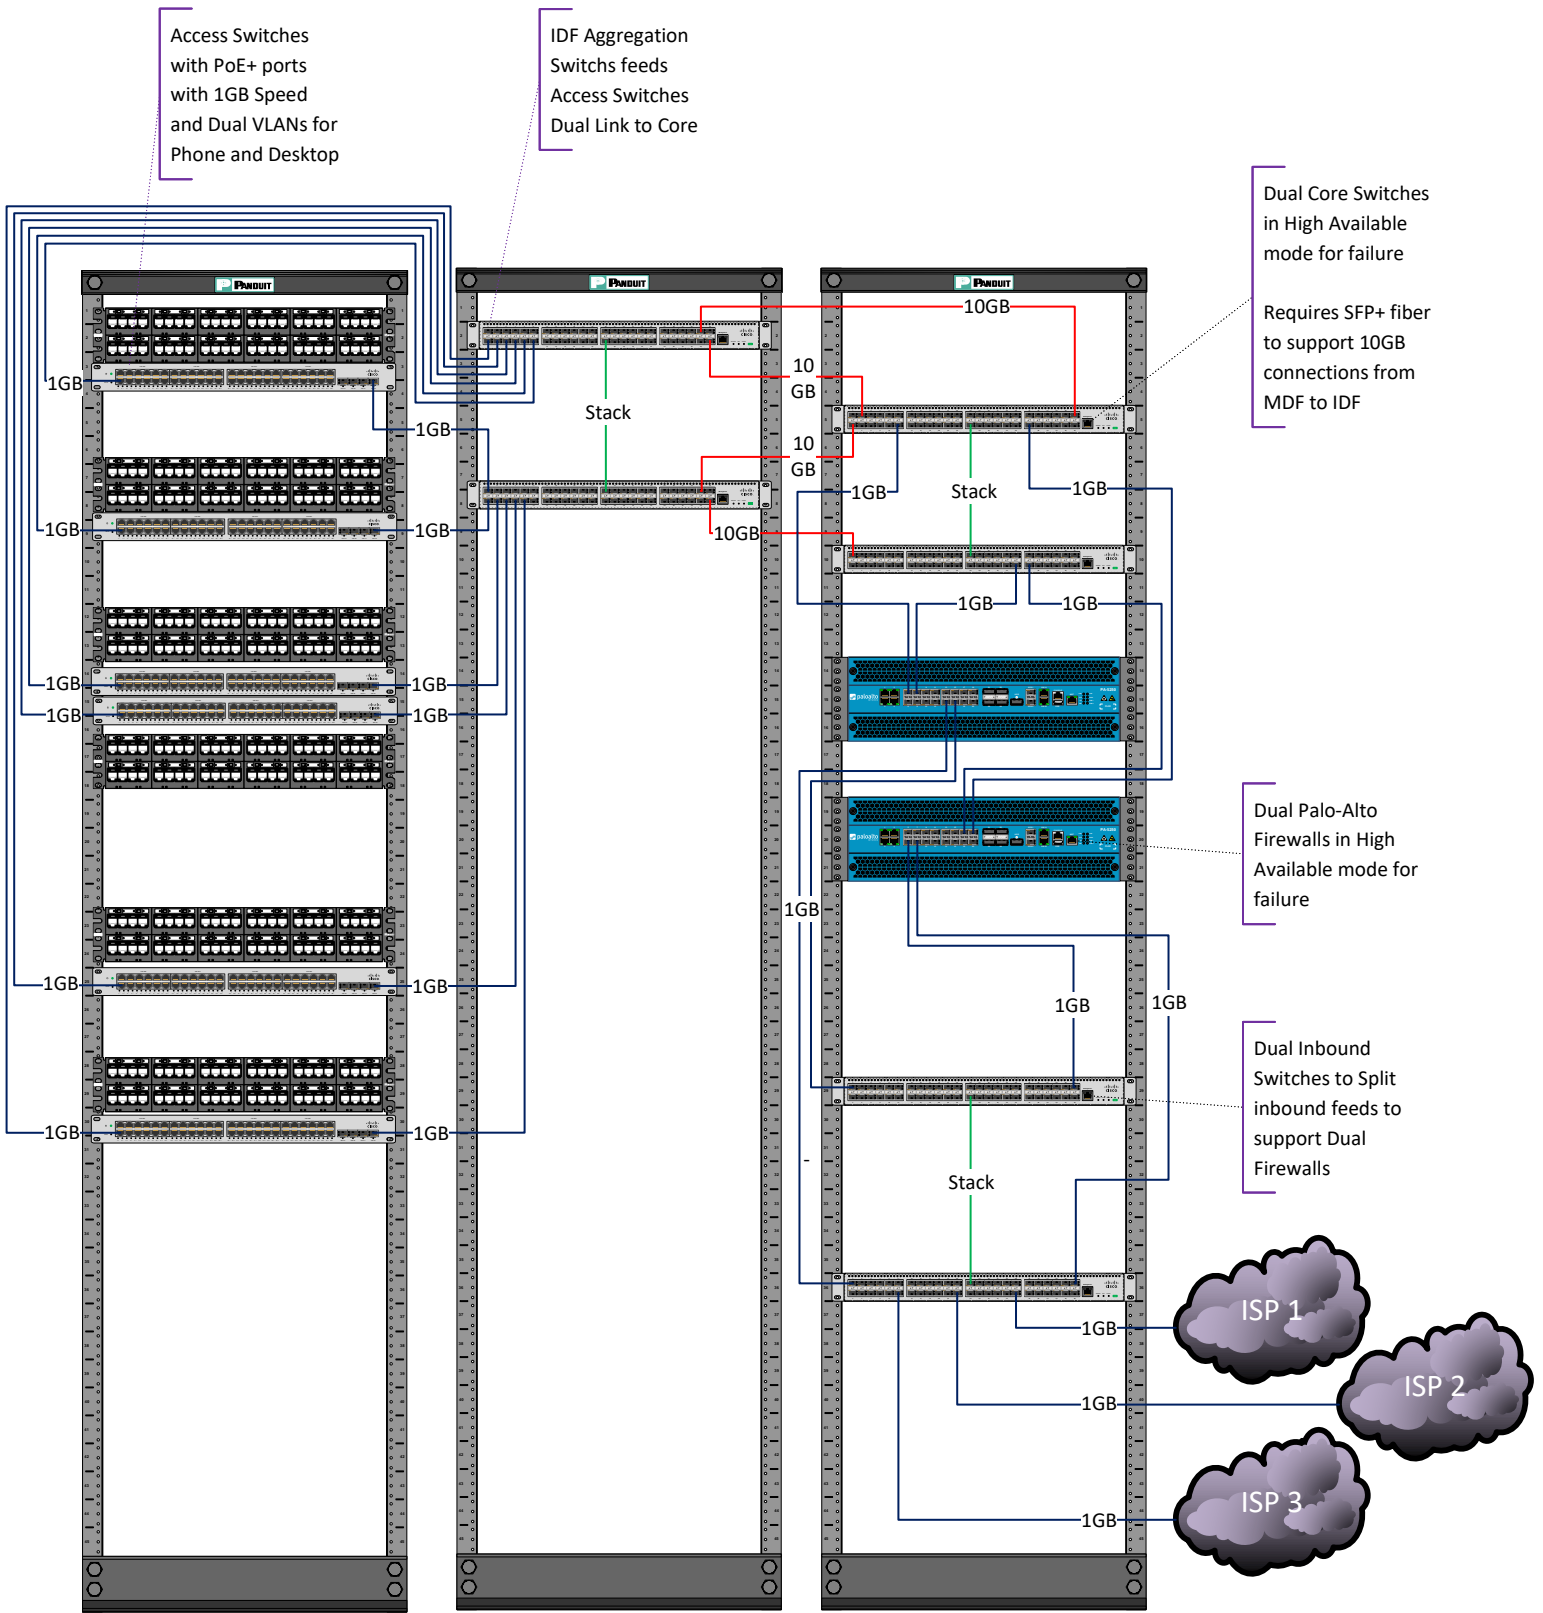 Access Switches
with PoE+ ports
with 1GB Speed
and Dual VLANs for
Phone and Desktop
IDF Aggregation
Switchs feeds
Access Switches
Dual Link to Core
Dual Core Switches
in High Available
mode for failure
Requires SFP+ fiber
to support 10GB
connections from
MDF to IDF
PANDUIT
PANDUIT
PANDUIT
10GB
10
GB
1GB
Stack
1GB
10
GB
1GB
Stack
1GB
1GB
1GB
10GB
1GB
1GB
1GB
1GB
1GB
1GB
paloalto
Dual Palo-Alto
Firewalls in High
Available mode for
failure
paloalto
1GB
1GB
1GB
1GB
1GB
Dual Inbound
Switches to Split
inbound feeds to
support Dual
Firewalls
1GB
1GB
-
Stack
ISP 1
1GB
ISP 2
1GB
ISP 3
1GB